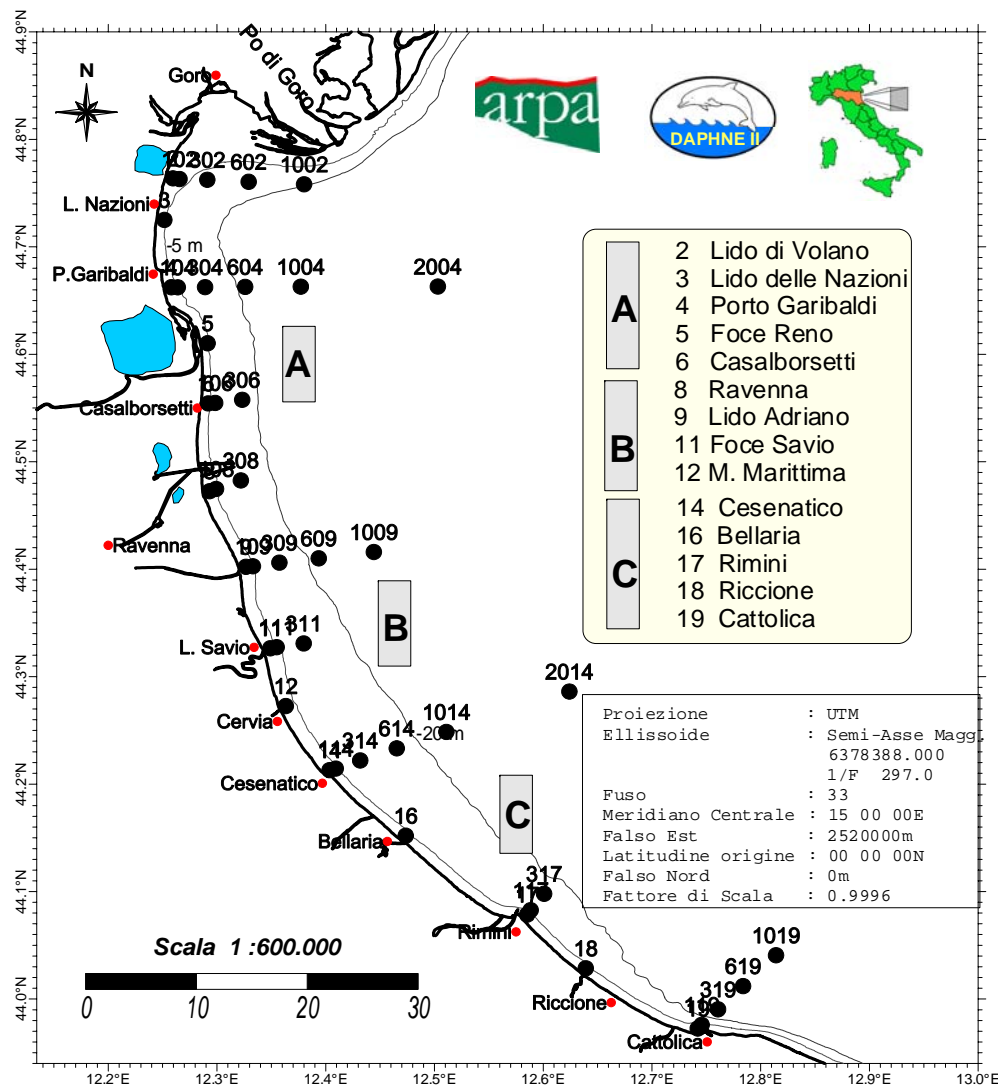 44.9°N
44.8°N
44.7°N
44.6°N
44.5°N
44.4°N
44.3°N
44.2°N
44.1°N
44.0°N
N
Goro
Po di Goro
arpa
DAPHNE II
302
602
1002
3
L. Nazioni
-5 m
P.Garibaldi
304
604
1004
2004
5
A
306
Casalborsetti
308
Ravenna
9
109
309
609
1009
B
L. Savio
111
311
12
Cervia
2014
1014
-20 m
614
314
144
Cesenatico
16
Bellaria
C
317
Rimini
18
Riccione
1019
619
319
Cattolica
A
2 Lido di Volano
3 Lido delle Nazioni
4 Porto Garibaldi
5 Foce Reno
6 Casalborsetti
B
8 Ravenna
9 Lido Adriano
11 Foce Savio
12 M. Marittima
C
14 Cesenatico
16 Bellaria
17 Rimini
18 Riccione
19 Cattolica
Proiezione : UTM
Ellissoide : Semi-Asse Magg.
6378388.000
1/F 297.0
Fuso : 33
Meridiano Centrale : 15 00 00E
Falso Est : 2520000m
Latitudine origine : 00 00 00N
Falso Nord : 0m
Fattore di Scala : 0.9996
Scala 1 :600.000
0 10 20 30
12.2°E 12.3°E 12.4°E 12.5°E 12.6°E 12.7°E 12.8°E 12.9°E 13.0°E